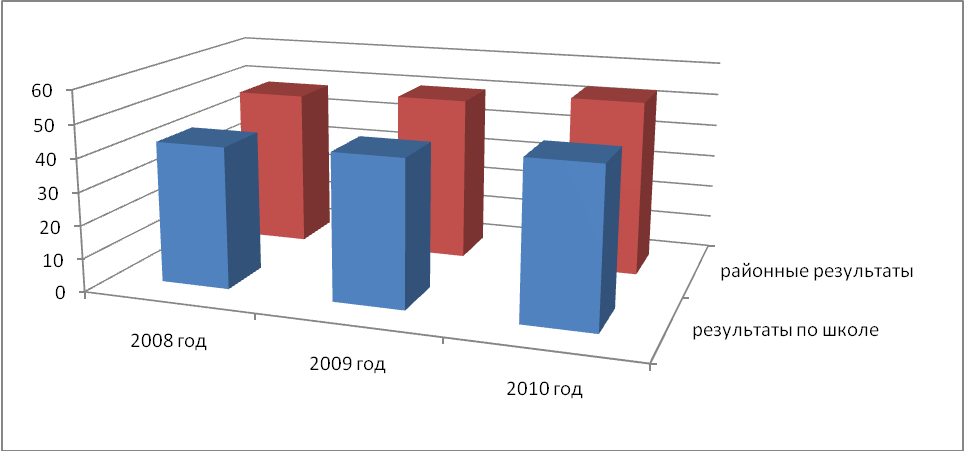 60
50
40
30
20
10
0
2008 год
2009 год
2010 год
районные результаты
результаты по школе